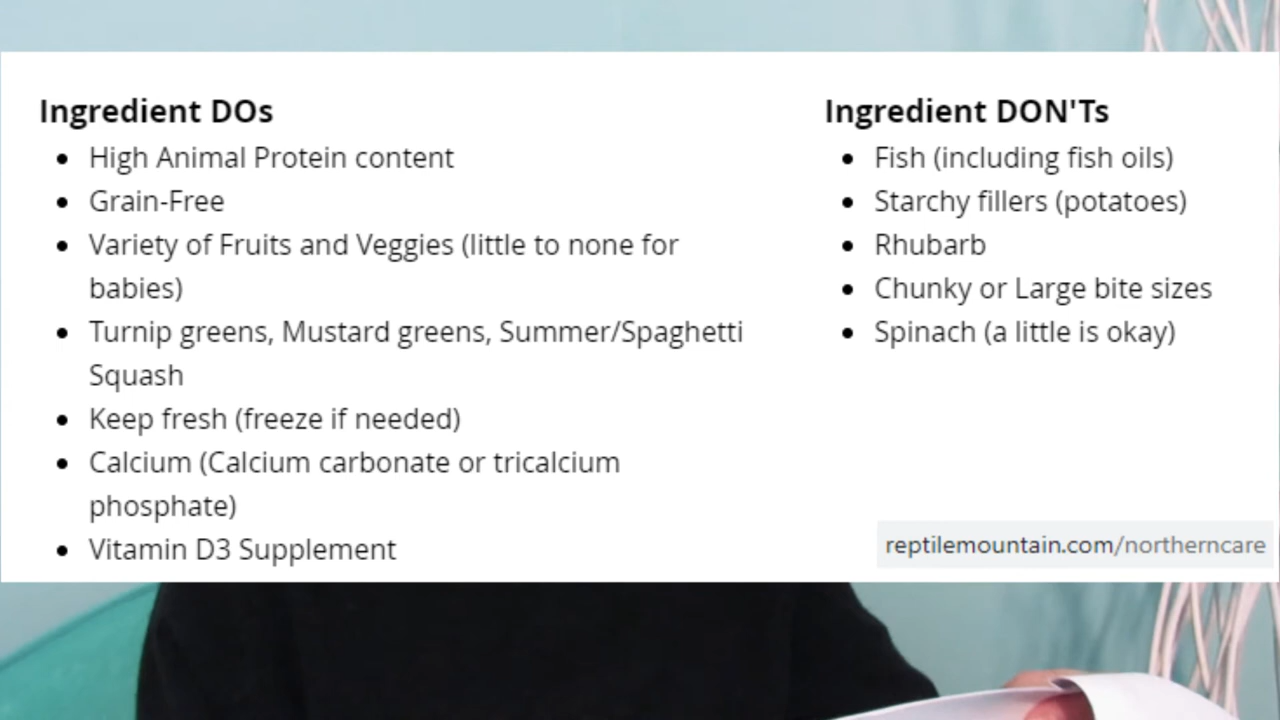 Ingredient DOs
High Animal Protein content
Grain-Free
Variety of Fruits and Veggies (little to none for
babies)
Turnip greens, Mustard greens, Summer/Spaghetti
Squash
Keep fresh (freeze if needed)
Calcium (Calcium carbonate or tricalcium
phosphate)
Vitamin D3 Supplement
Ingredient DON'Ts
Fish (including fish oils)
Starchy fillers (potatoes)
Rhubarb
Chunky or Large bite sizes
Spinach (a little is okay)
reptilemountain.com/northerncare